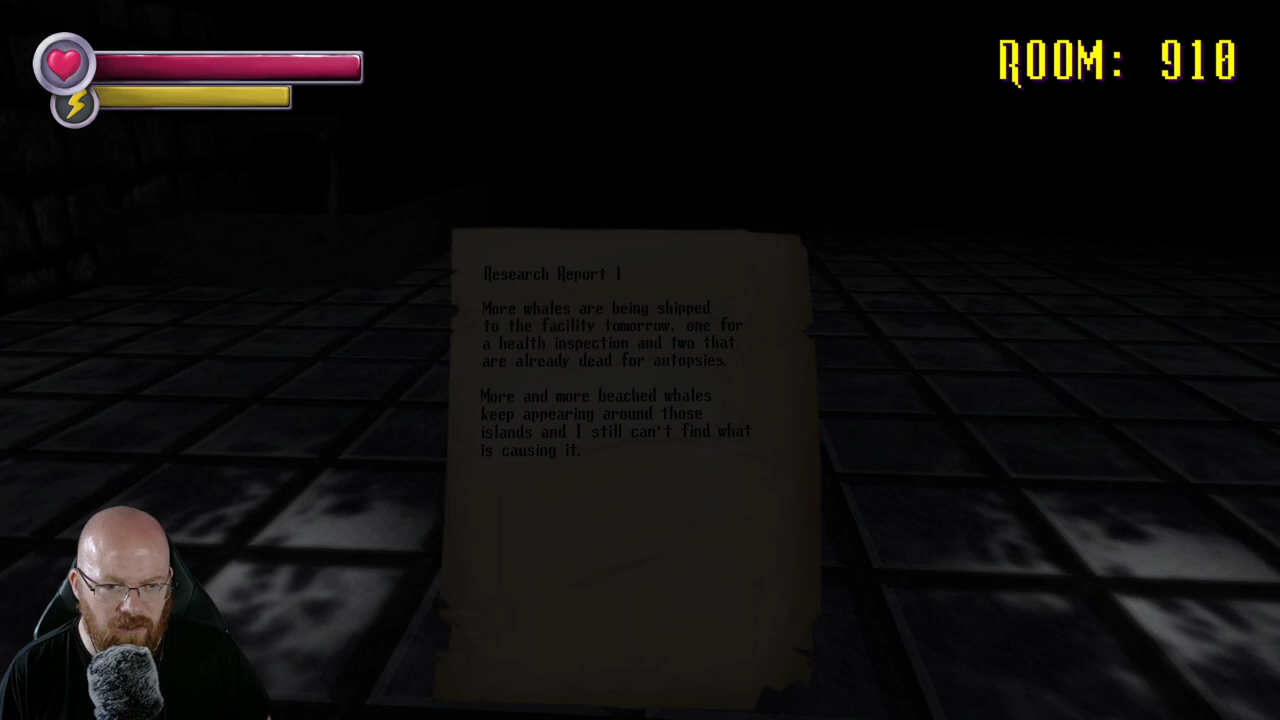 ROOM: 910
Research Report 1
More whales are being shipped
to the facility tomorrow, one for
a health inspection and two that
are already dead for autopsies.
More and more beached whales
keep appearing around those
islands and I still can't find what
is causing it.